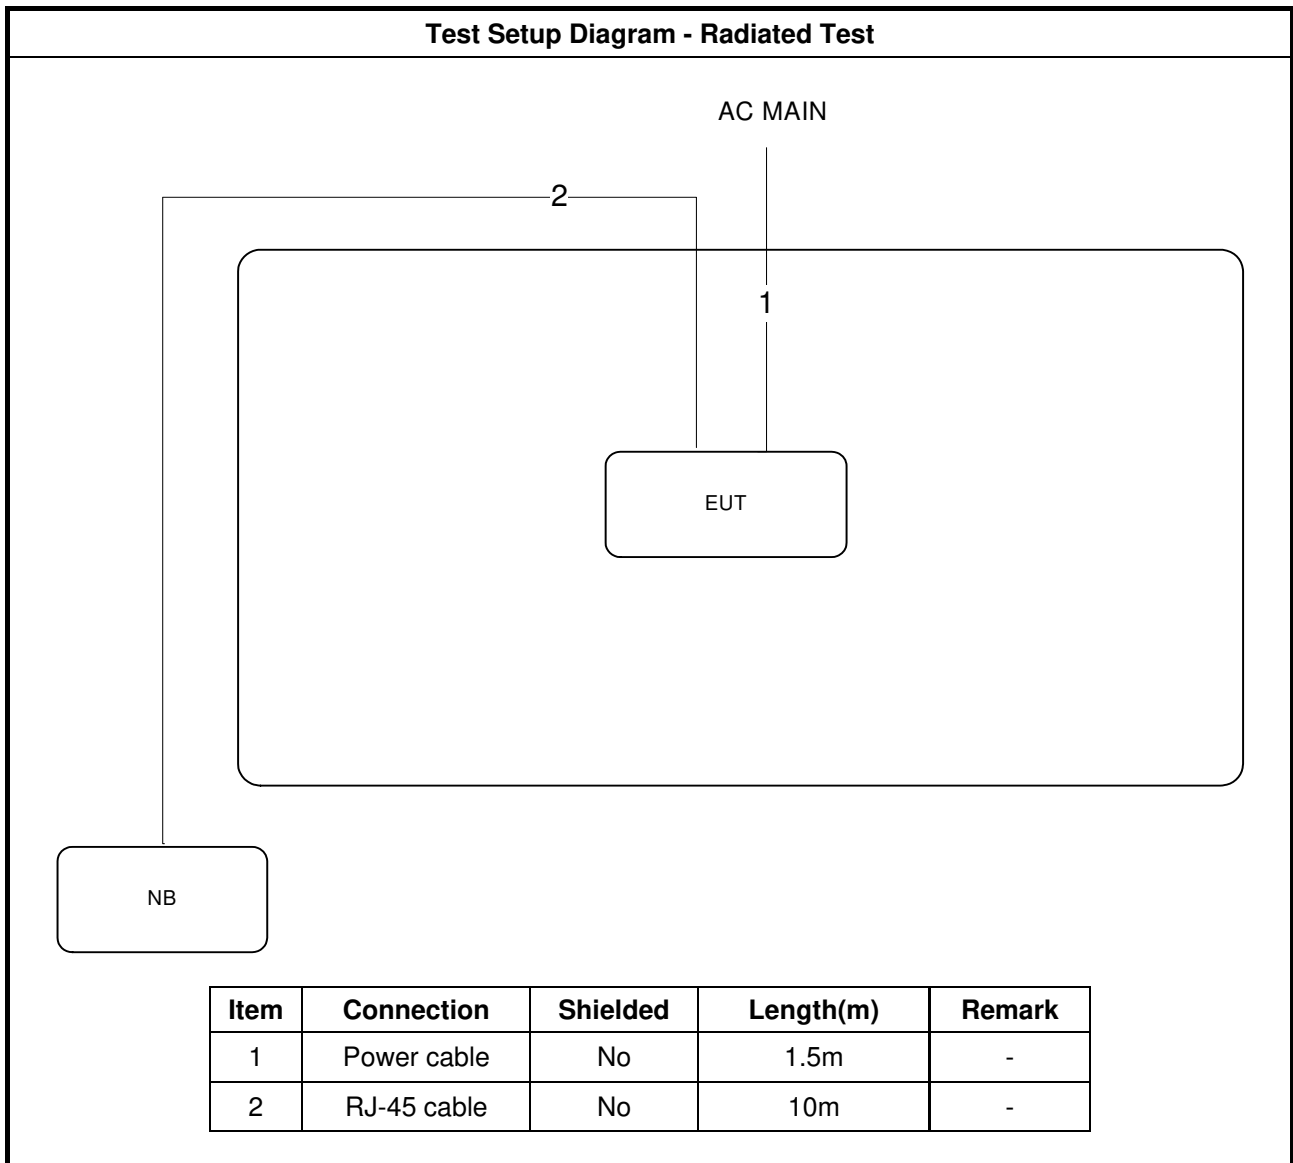 Test Setup Diagram - Radiated Test
AC MAIN
2
1
EUT
NB
Item Connection Shielded Length(m) Remark
1 Power cable No 1.5m -
2 RJ-45 cable No 10m -